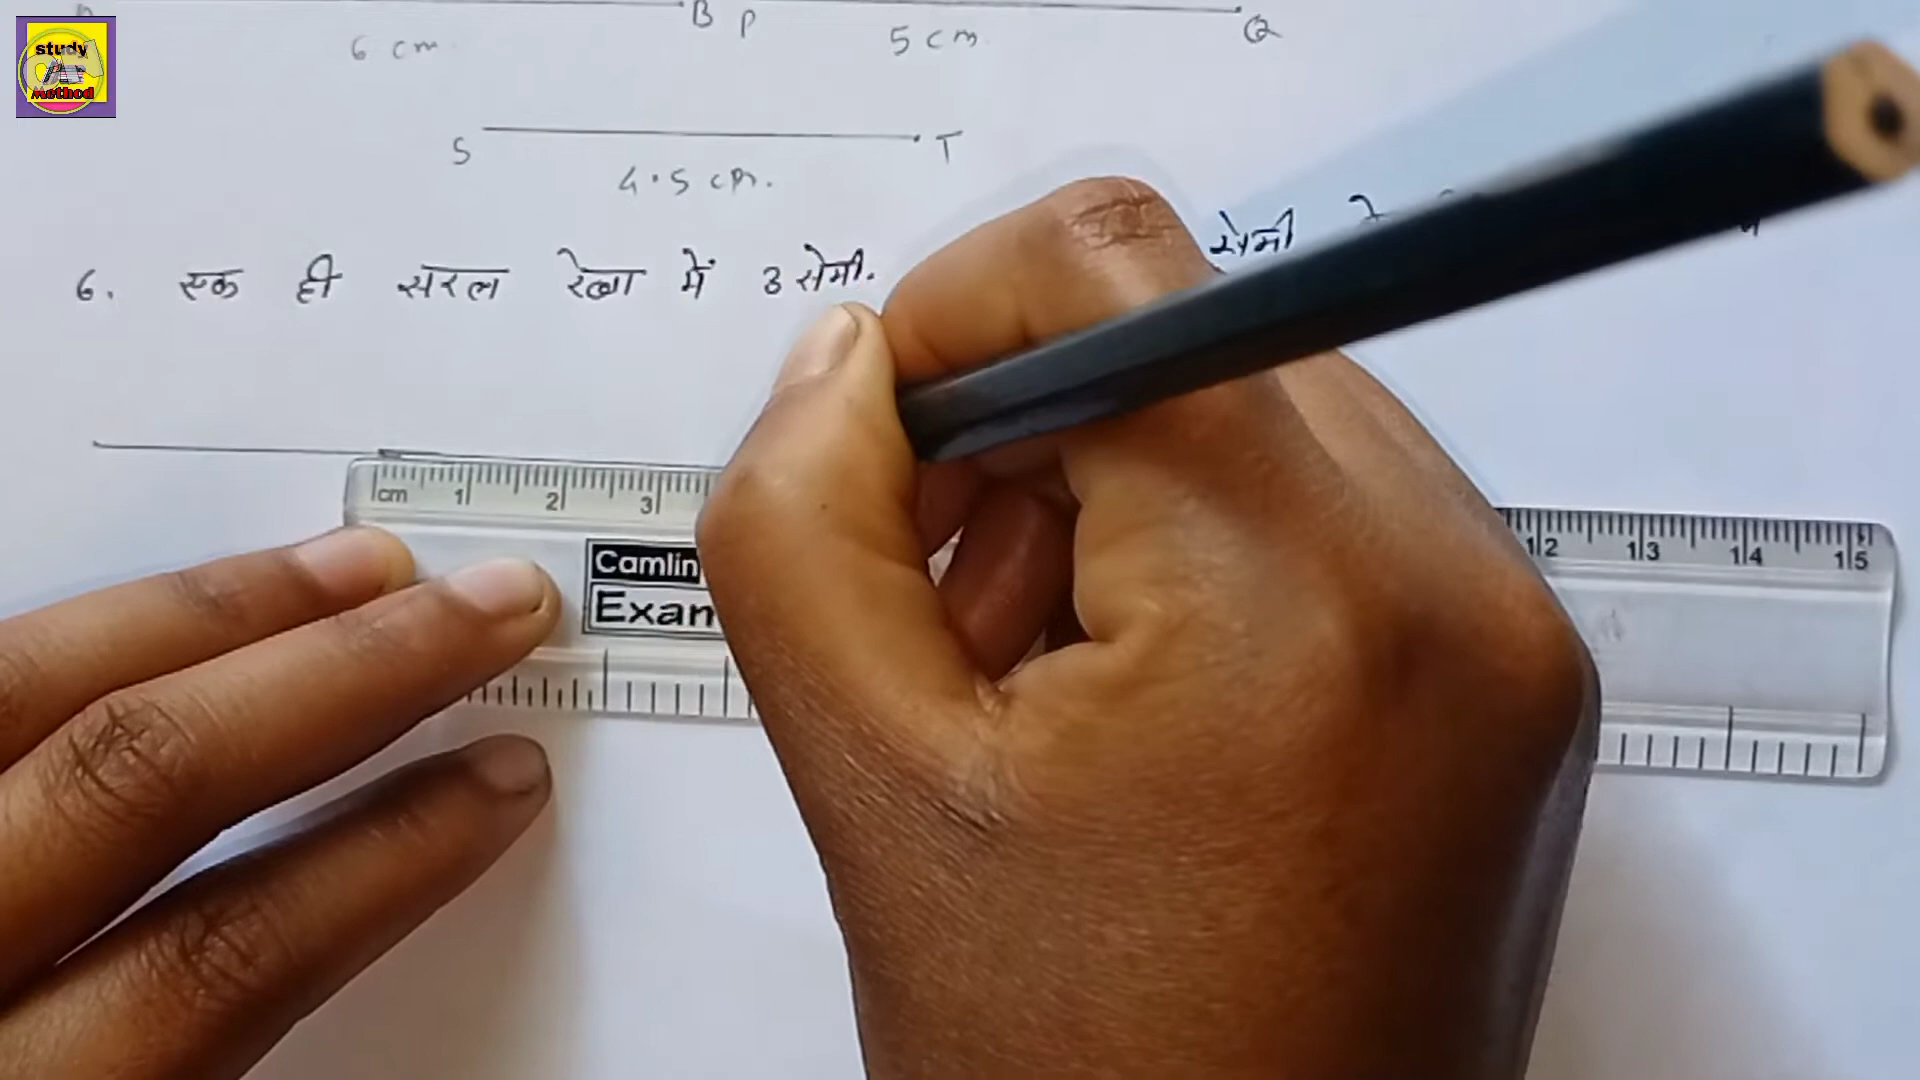 study
Method
B P Q
6 cm. 5 cm.
S T
4.5 cm.
6. एक ही सरल रेखा में 3 सेमी. सेमी
cm 1 2 3 12 13 14 15
Camlin
Exam